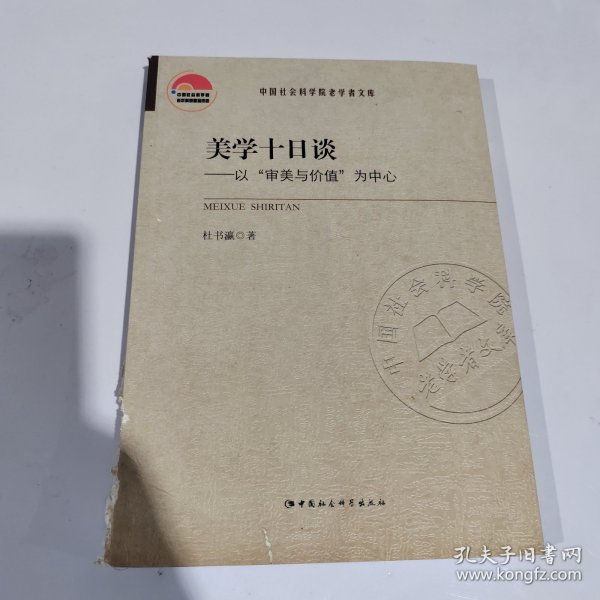 中国社会科学院老学者文库
美学十日谈
——以“审美与价值”为中心
MEIXUE SHIRITAN
杜书瀛◎著
中国社会科学院
老学者文库
中国社会科学出版社
孔夫子旧书网
www.kongfz.com